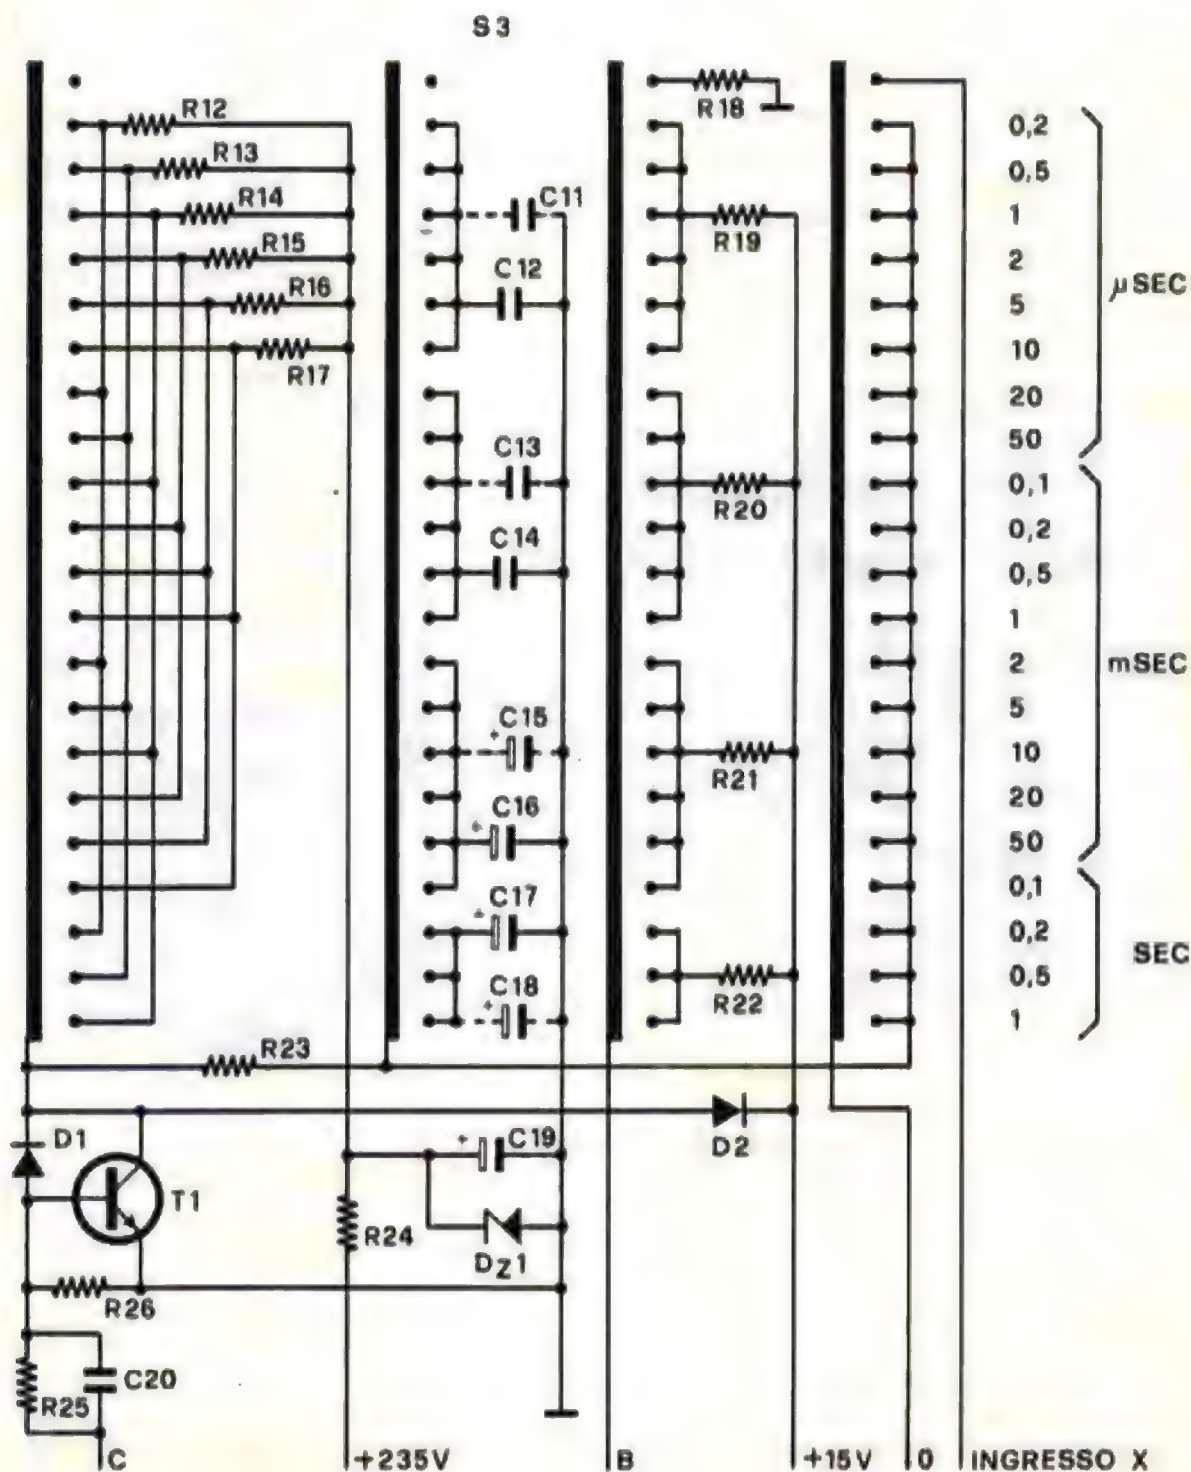 S3
R12
R18
0,2
R13
0,5
R14
C11
1
R19
R15
C12
2
µSEC
R16
5
R17
10
20
C13
50
R20
0,1
C14
0,2
0,5
1
2
mSEC
C15
5
10
R21
C16
20
50
C17
0,1
0,2
SEC
C18
R22
0,5
1
R23
D1
C19
D2
T1
R24
DZ1
R26
C20
R25
C
+235V
B
+15V
0
INGRESSO X